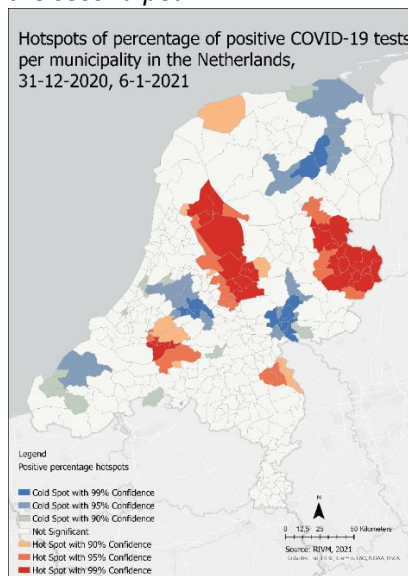 Hotspots of percentage of positive COVID-19 tests
per municipality in the Netherlands,
31-12-2020, 6-1-2021
Legend
Positive percentage hotspots
Cold Spot with 99% Confidence
Cold Spot with 95% Confidence
Cold Spot with 90% Confidence
Not Significant
Hot Spot with 90% Confidence
Hot Spot with 95% Confidence
Hot Spot with 99% Confidence
N
0 12,5 25 50 Kilometers
Source: RIVM, 2021